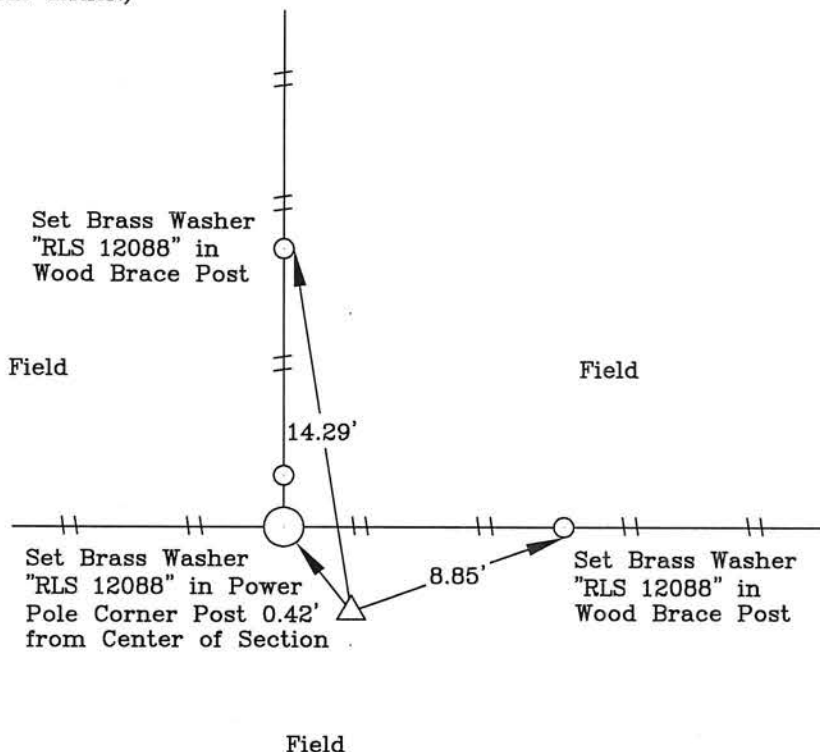 Set Brass Washer
"RLS 12088" in
Wood Brace Post
Field
Field
14.29'
8.85'
Set Brass Washer
"RLS 12088" in Power
Pole Corner Post 0.42'
from Center of Section
Set Brass Washer
"RLS 12088" in
Wood Brace Post
Field